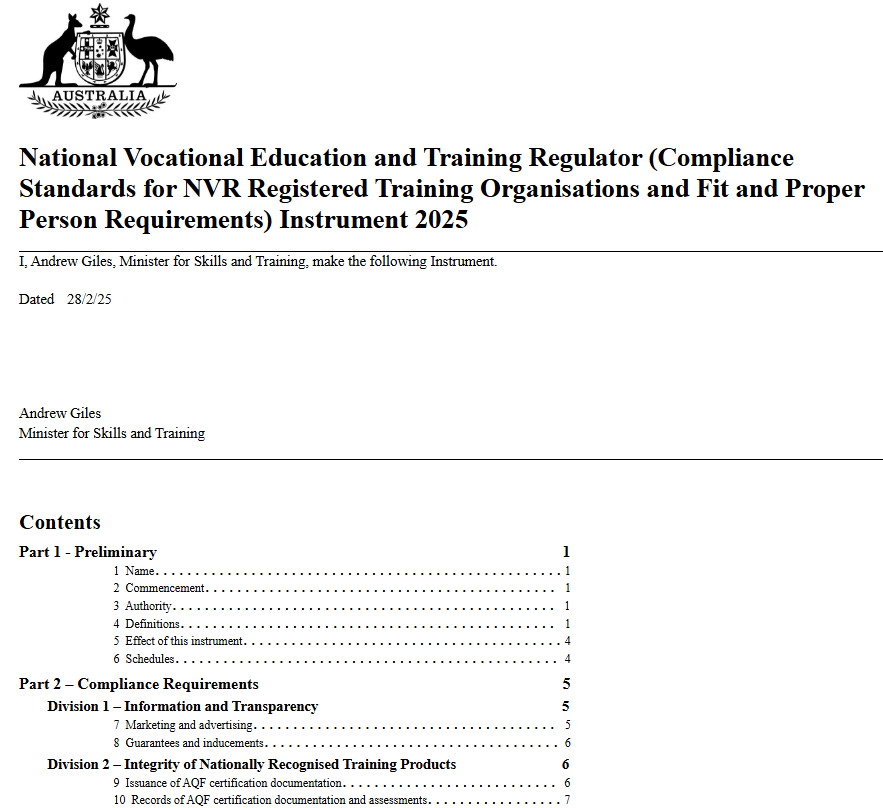 AUSTRALIA
National Vocational Education and Training Regulator (Compliance
Standards for NVR Registered Training Organisations and Fit and Proper
Person Requirements) Instrument 2025
I, Andrew Giles, Minister for Skills and Training, make the following Instrument.
Dated 28/2/25
Andrew Giles
Minister for Skills and Training
Contents
Part 1 - Preliminary 1
1 Name. . . . . . . . . . . . . . . . . . . . . . . . . . . . . . . . . . . . . . . . . . . . . . . . . . . 1
2 Commencement. . . . . . . . . . . . . . . . . . . . . . . . . . . . . . . . . . . . . . . . . . . 1
3 Authority. . . . . . . . . . . . . . . . . . . . . . . . . . . . . . . . . . . . . . . . . . . . . . . . 1
4 Definitions. . . . . . . . . . . . . . . . . . . . . . . . . . . . . . . . . . . . . . . . . . . . . . . 1
5 Effect of this instrument. . . . . . . . . . . . . . . . . . . . . . . . . . . . . . . . . . . . . . . 4
6 Schedules. . . . . . . . . . . . . . . . . . . . . . . . . . . . . . . . . . . . . . . . . . . . . . . . 4
Part 2 – Compliance Requirements 5
Division 1 – Information and Transparency 5
7 Marketing and advertising. . . . . . . . . . . . . . . . . . . . . . . . . . . . . . . . . . . . . . 5
8 Guarantees and inducements. . . . . . . . . . . . . . . . . . . . . . . . . . . . . . . . . . . . 6
Division 2 – Integrity of Nationally Recognised Training Products 6
9 Issuance of AQF certification documentation. . . . . . . . . . . . . . . . . . . . . . . . . . . 6
10 Records of AQF certification documentation and assessments. . . . . . . . . . . . . . . . . 7